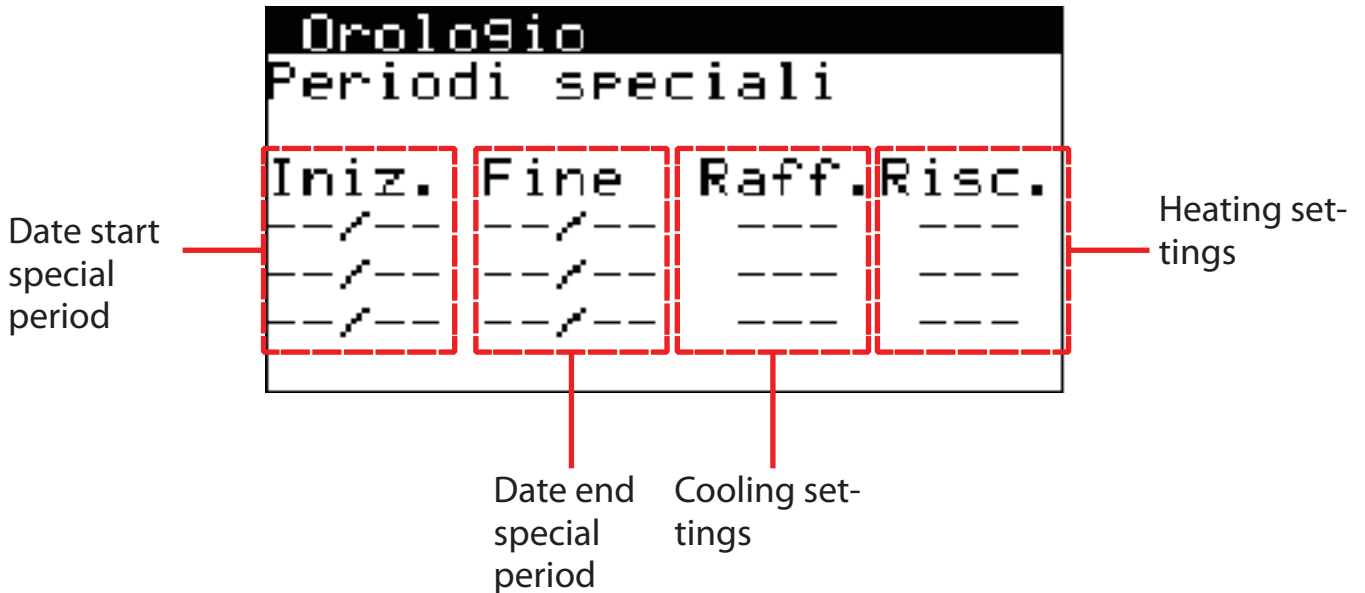 Orologio
Periodi speciali
Iniz. Fine Raff. Risc.
--/-- --/-- --- ---
--/-- --/-- --- ---
--/-- --/-- --- ---
Date start
special
period
Heating set-
tings
Date end
special
period
Cooling set-
tings